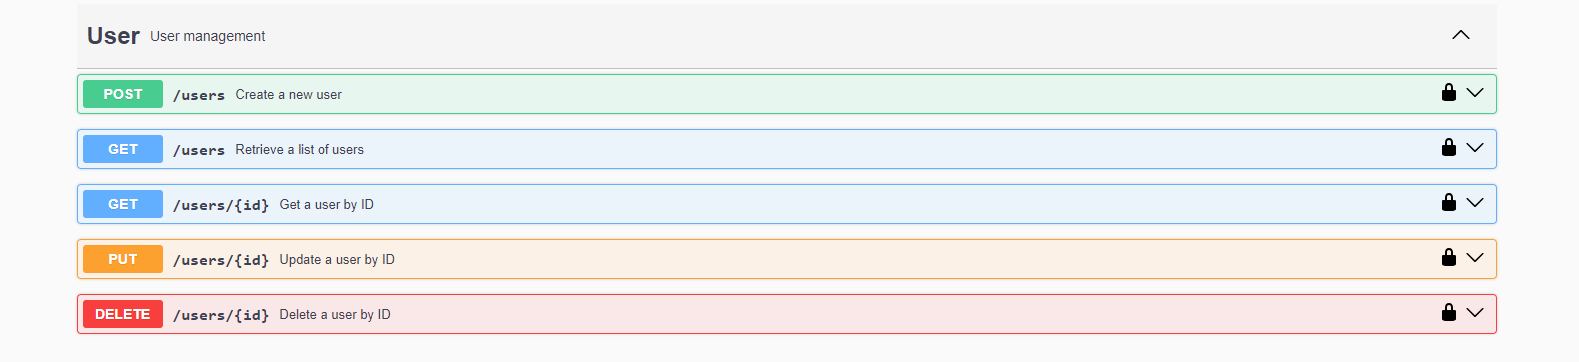 User User management
POST /users Create a new user
GET /users Retrieve a list of users
GET /users/{id} Get a user by ID
PUT /users/{id} Update a user by ID
DELETE /users/{id} Delete a user by ID